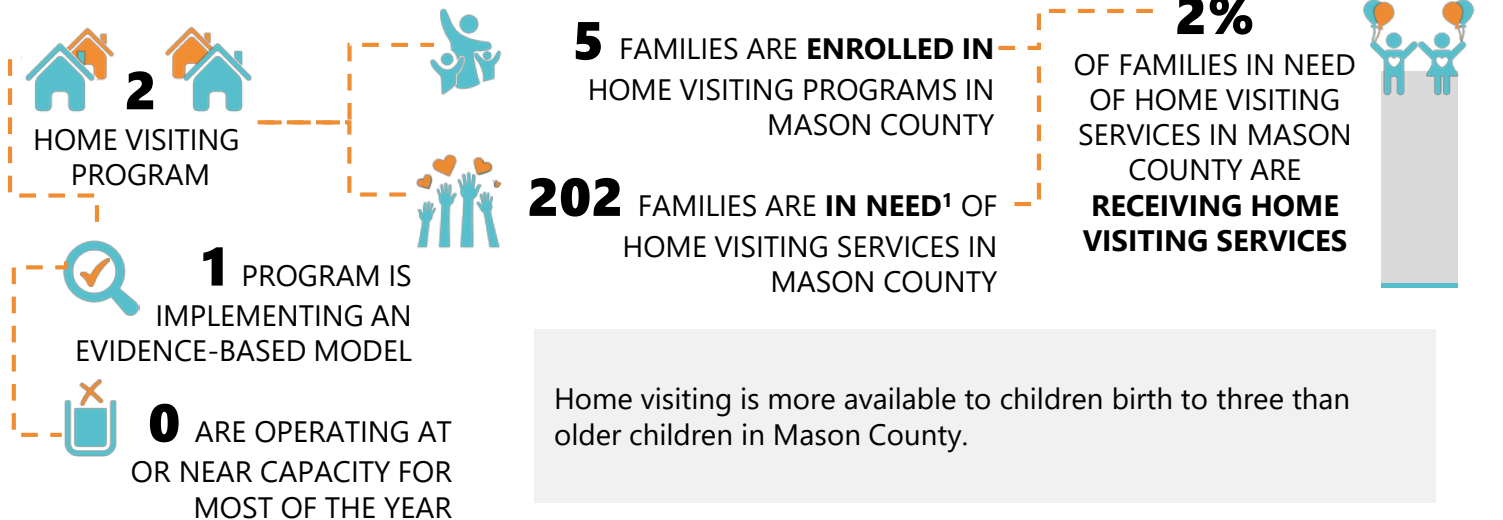 2
HOME VISITING
PROGRAM
1 PROGRAM IS
IMPLEMENTING AN
EVIDENCE-BASED MODEL
0 ARE OPERATING AT
OR NEAR CAPACITY FOR
MOST OF THE YEAR
5 FAMILIES ARE ENROLLED IN
HOME VISITING PROGRAMS IN
MASON COUNTY
202 FAMILIES ARE IN NEED¹ OF
HOME VISITING SERVICES IN
MASON COUNTY
2%
OF FAMILIES IN NEED
OF HOME VISITING
SERVICES IN MASON
COUNTY ARE
RECEIVING HOME
VISITING SERVICES
Home visiting is more available to children birth to three than
older children in Mason County.